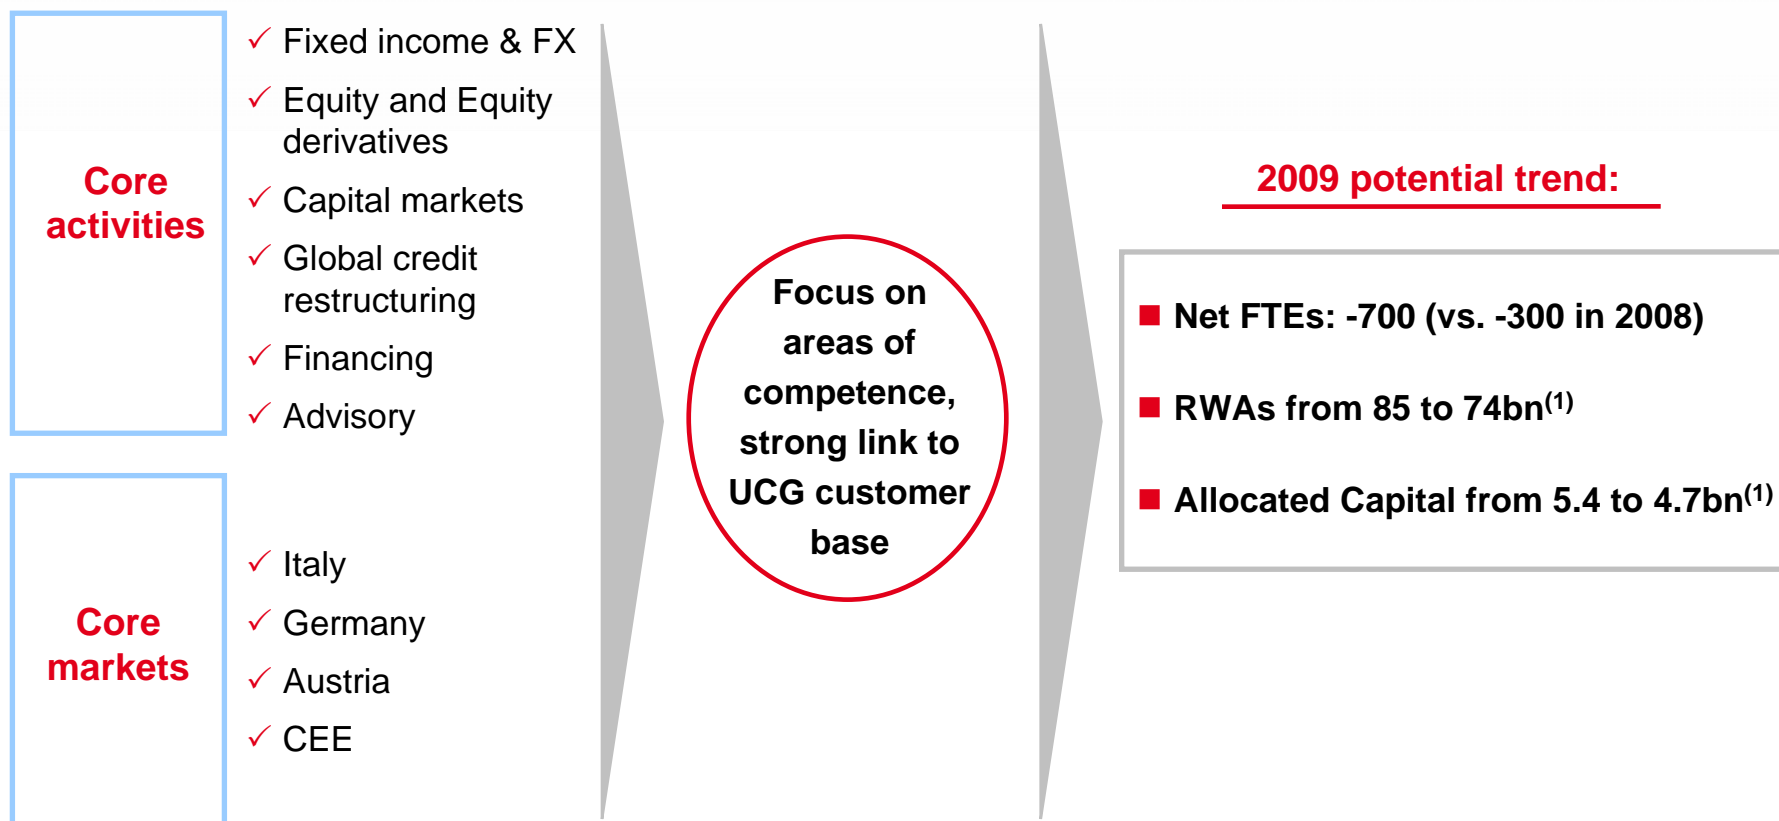 Core
activities
✓ Fixed income & FX
✓ Equity and Equity
derivatives
✓ Capital markets
✓ Global credit
restructuring
✓ Financing
✓ Advisory
Core
markets
✓ Italy
✓ Germany
✓ Austria
✓ CEE
Focus on
areas of
competence,
strong link to
UCG customer
base
2009 potential trend:
■ Net FTEs: -700 (vs. -300 in 2008)
■ RWAs from 85 to 74bn(1)
■ Allocated Capital from 5.4 to 4.7bn(1)